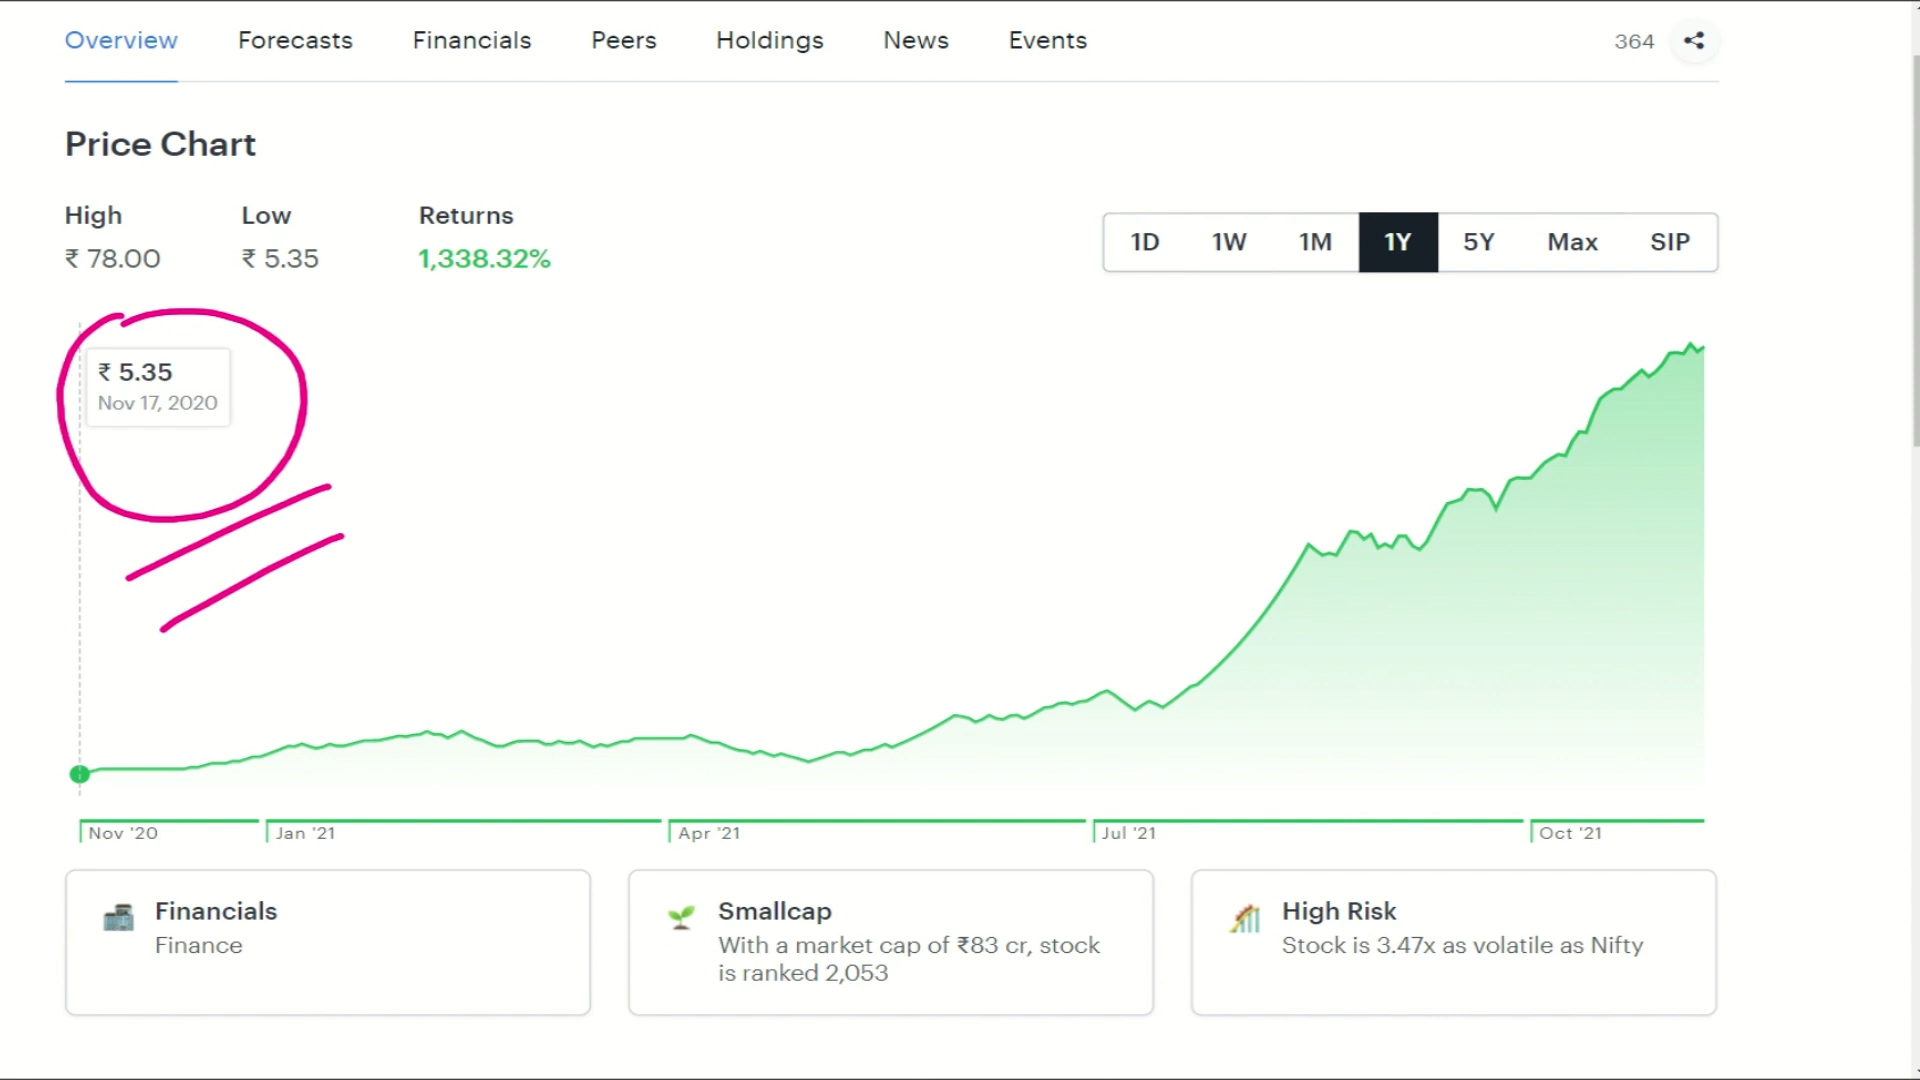 Overview Forecasts Financials Peers Holdings News Events 364
Price Chart
High Low Returns
₹ 78.00 ₹ 5.35 1,338.32%
1D 1W 1M 1Y 5Y Max SIP
₹ 5.35
Nov 17, 2020
Nov '20 Jan '21 Apr '21 Jul '21 Oct '21
Financials
Finance
Smallcap
With a market cap of ₹83 cr, stock
is ranked 2,053
High Risk
Stock is 3.47x as volatile as Nifty